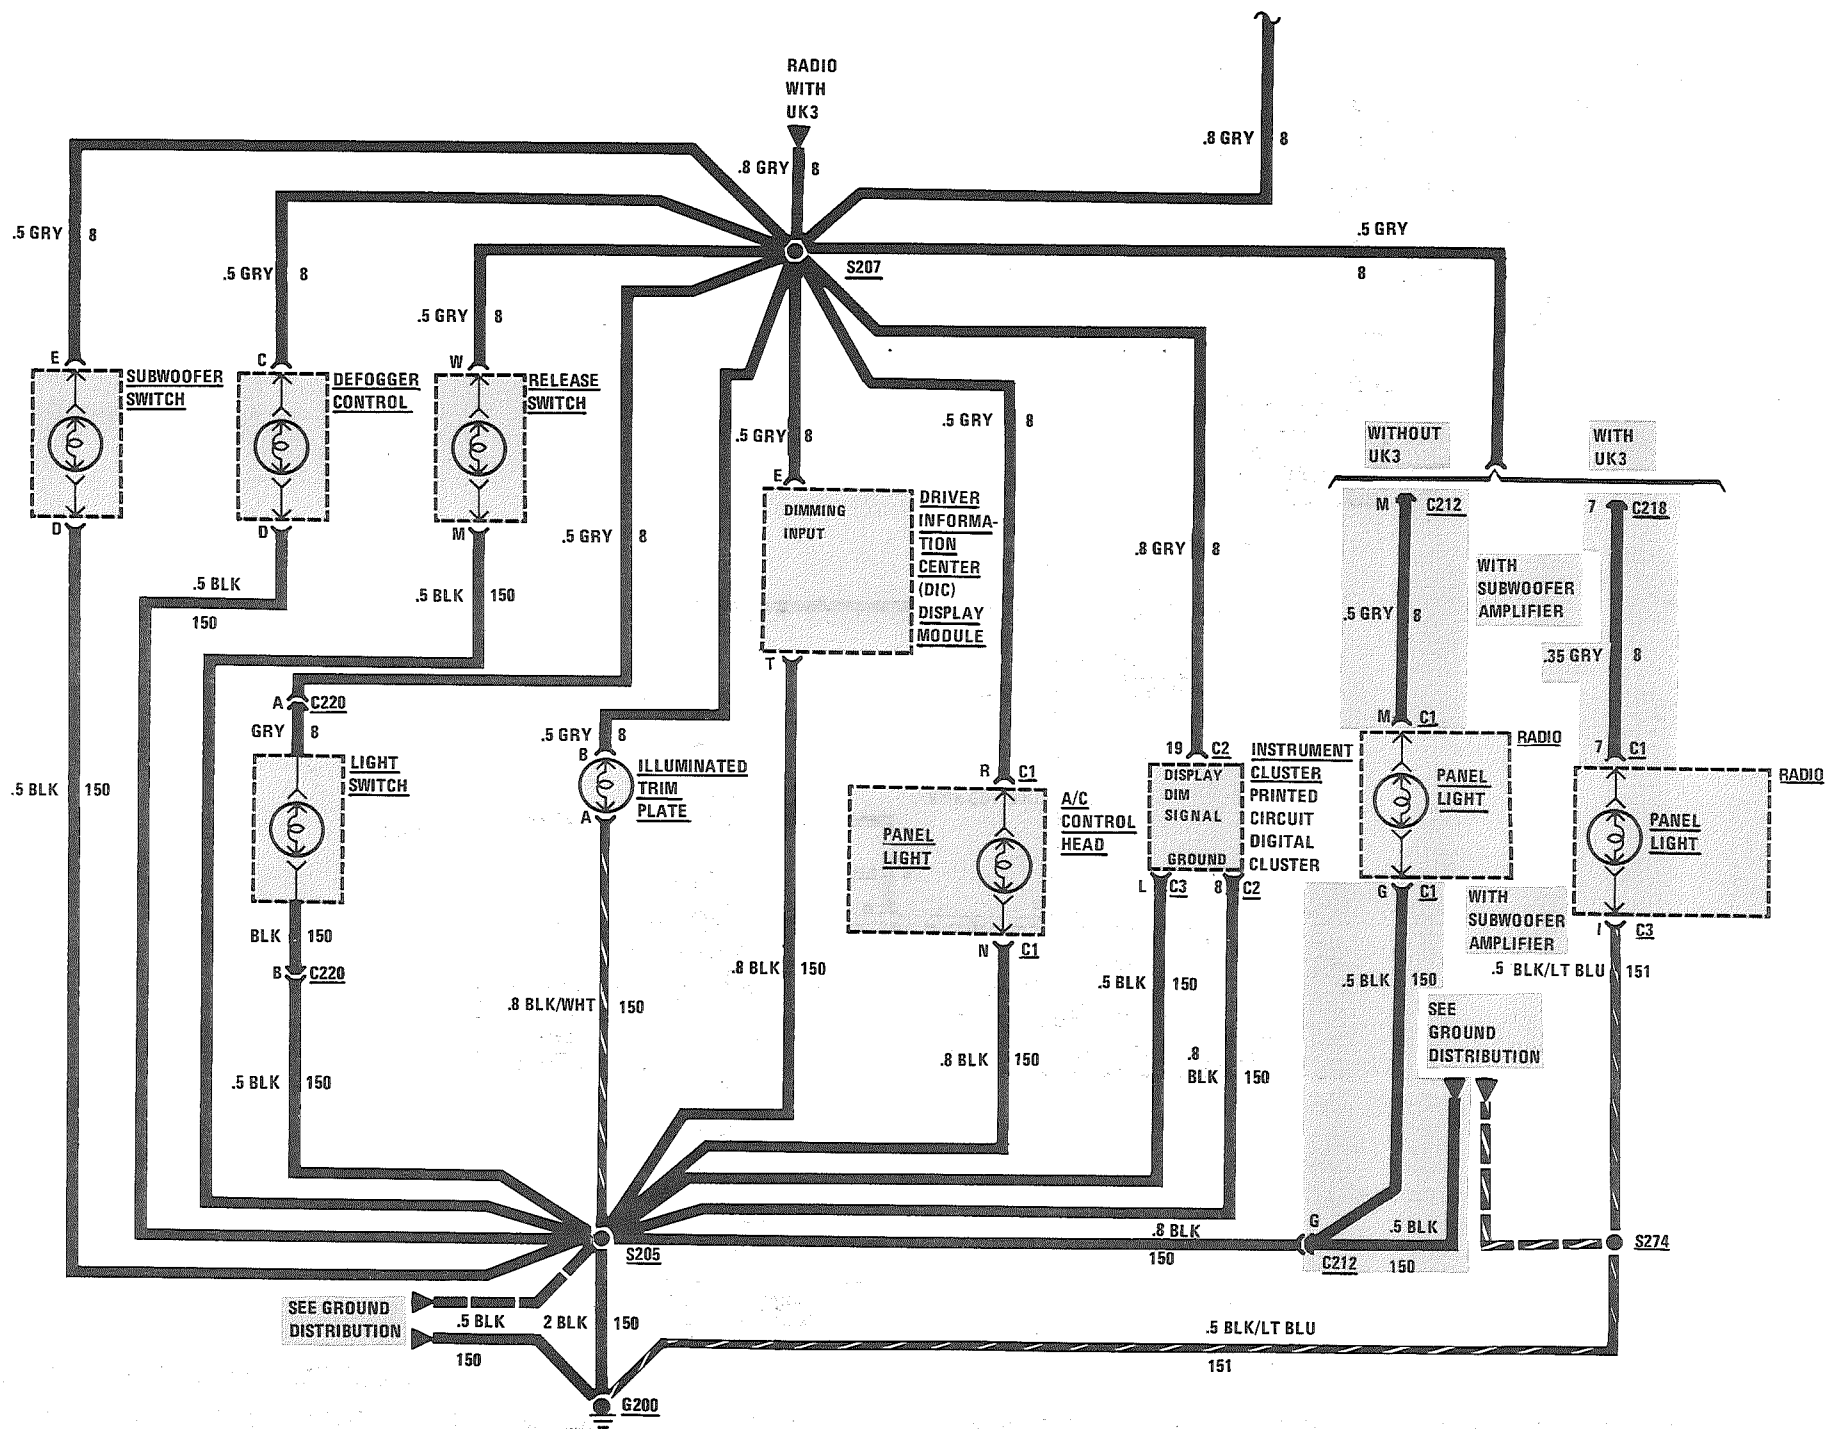 RADIO
WITH
UK3
.8 GRY 8
.8 GRY 8
.5 GRY 8
.5 GRY 8
.5 GRY 8
.5 GRY
8
S207
E
SUBWOOFER
SWITCH
D
C
DEFOGGER
CONTROL
D
W
RELEASE
SWITCH
M
.5 GRY 8
.5 GRY 8
.5 GRY 8
E
DIMMING
INPUT
DRIVER
INFORMA-
TION
CENTER
(DIC)
DISPLAY
MODULE
T
WITHOUT
UK3
WITH
UK3
M C212
7 C218
.8 GRY 8
WITH
SUBWOOFER
AMPLIFIER
.5 GRY 8
.35 GRY 8
.5 BLK
150
.5 BLK 150
A C220
GRY 8
LIGHT
SWITCH
BLK 150
B C220
.5 BLK 150
.5 GRY 8
B
ILLUMINATED
TRIM
PLATE
A
R C1
A/C
CONTROL
HEAD
PANEL
LIGHT
N C1
19 C2
DISPLAY
DIM
SIGNAL
GROUND
INSTRUMENT
CLUSTER
PRINTED
CIRCUIT
DIGITAL
CLUSTER
L C3
8 C2
M C1
RADIO
PANEL
LIGHT
G C1
7 C1
RADIO
PANEL
LIGHT
I C3
WITH
SUBWOOFER
AMPLIFIER
.5 BLK 150
.8 BLK/WHT 150
.8 BLK 150
.8 BLK 150
.5 BLK 150
.8
BLK 150
.5 BLK 150
.5 BLK/LT BLU 151
SEE
GROUND
DISTRIBUTION
S205
.8 BLK
150
G
C212
.5 BLK
150
S274
SEE GROUND
DISTRIBUTION
.5 BLK
150
2 BLK 150
.5 BLK/LT BLU
151
G200